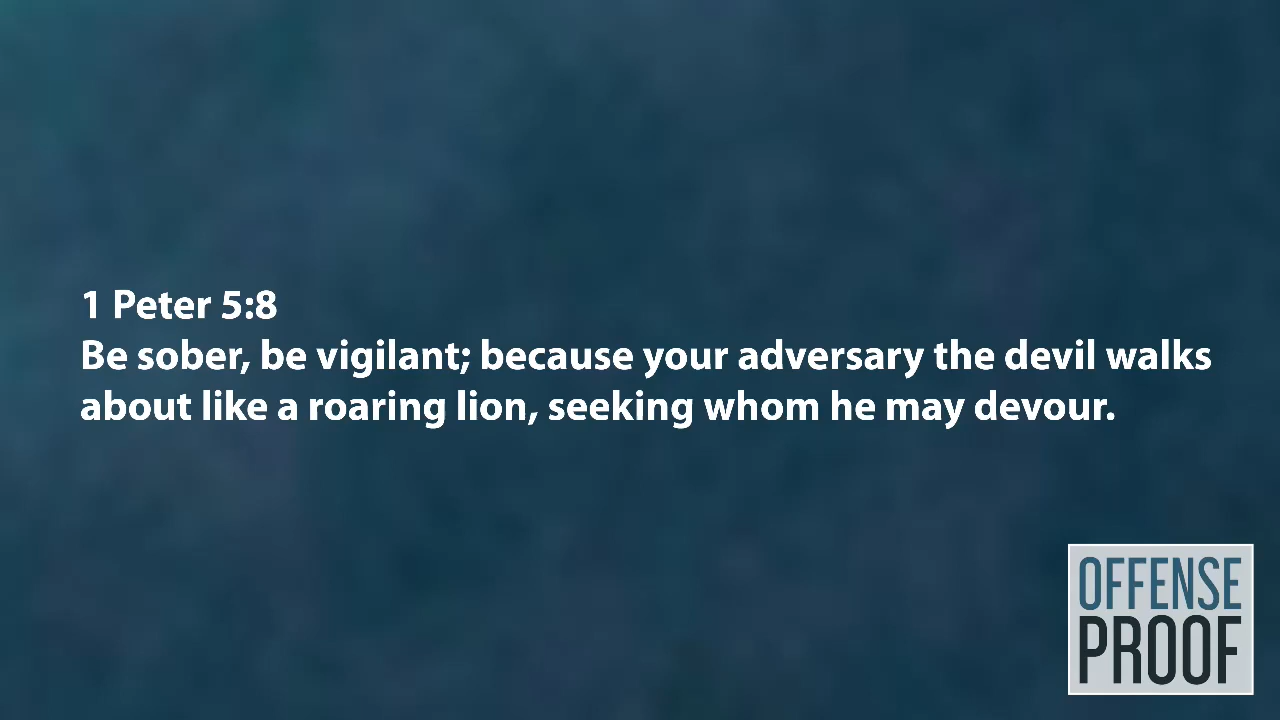 1 Peter 5:8
Be sober, be vigilant; because your adversary the devil walks
about like a roaring lion, seeking whom he may devour.
OFFENSE
PROOF